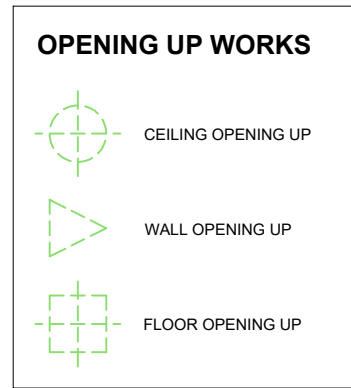 OPENING UP WORKS
CEILING OPENING UP
WALL OPENING UP
FLOOR OPENING UP